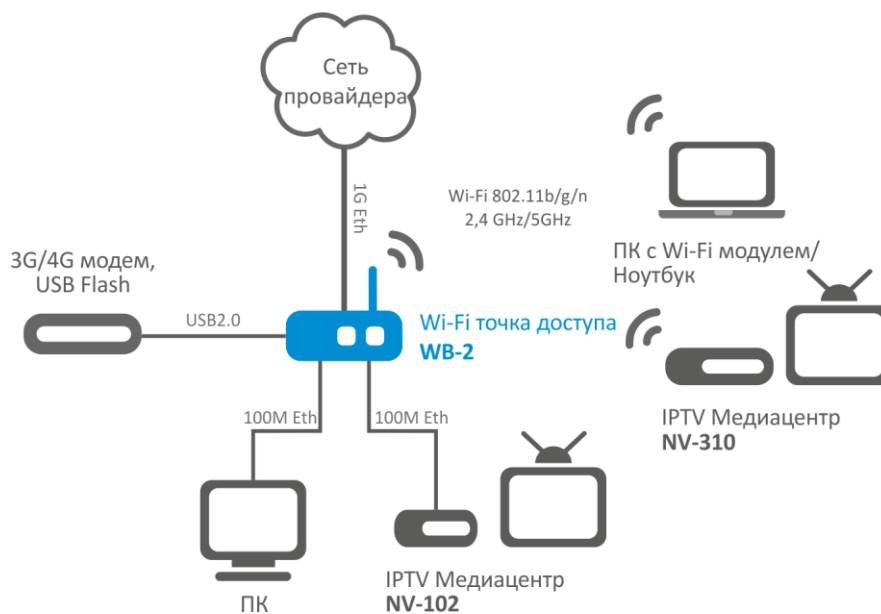 Сеть
провайдера
1G Eth
Wi-Fi 802.11b/g/n
2,4 GHz/5GHz
ПК с Wi-Fi модулем/
Ноутбук
3G/4G модем,
USB Flash
USB2.0
Wi-Fi точка доступа
WB-2
100M Eth
100M Eth
IPTV Медиацентр
NV-310
ПК
IPTV Медиацентр
NV-102